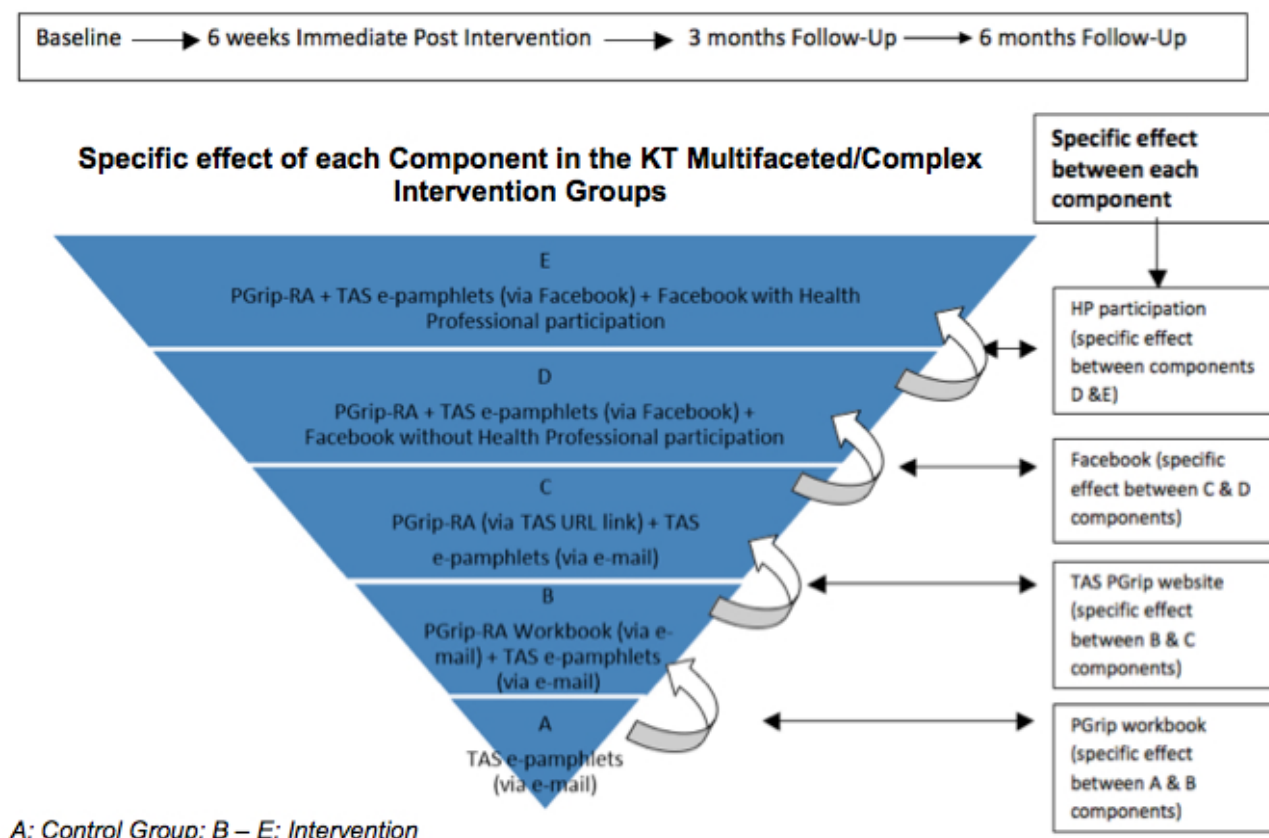 Baseline 6 weeks Immediate Post Intervention 3 months Follow-Up 6 months Follow-Up
Specific effect of each Component in the KT Multifaceted/Complex
Intervention Groups
Specific effect
between each
component
E
PGrip-RA + TAS e-pamphlets (via Facebook) + Facebook with Health
Professional participation
HP participation
(specific effect
between components
D &E)
D
PGrip-RA + TAS e-pamphlets (via Facebook) +
Facebook without Health Professional participation
Facebook (specific
effect between C & D
components)
C
PGrip-RA (via TAS URL link) + TAS
e-pamphlets (via e-mail)
TAS PGrip website
(specific effect
between B & C
components)
B
PGrip-RA Workbook (via e-
mail) + TAS e-pamphlets
(via e-mail)
PGrip workbook
(specific effect
between A & B
components)
A
TAS e-pamphlets
(via e-mail)
A: Control Group; B – E: Intervention